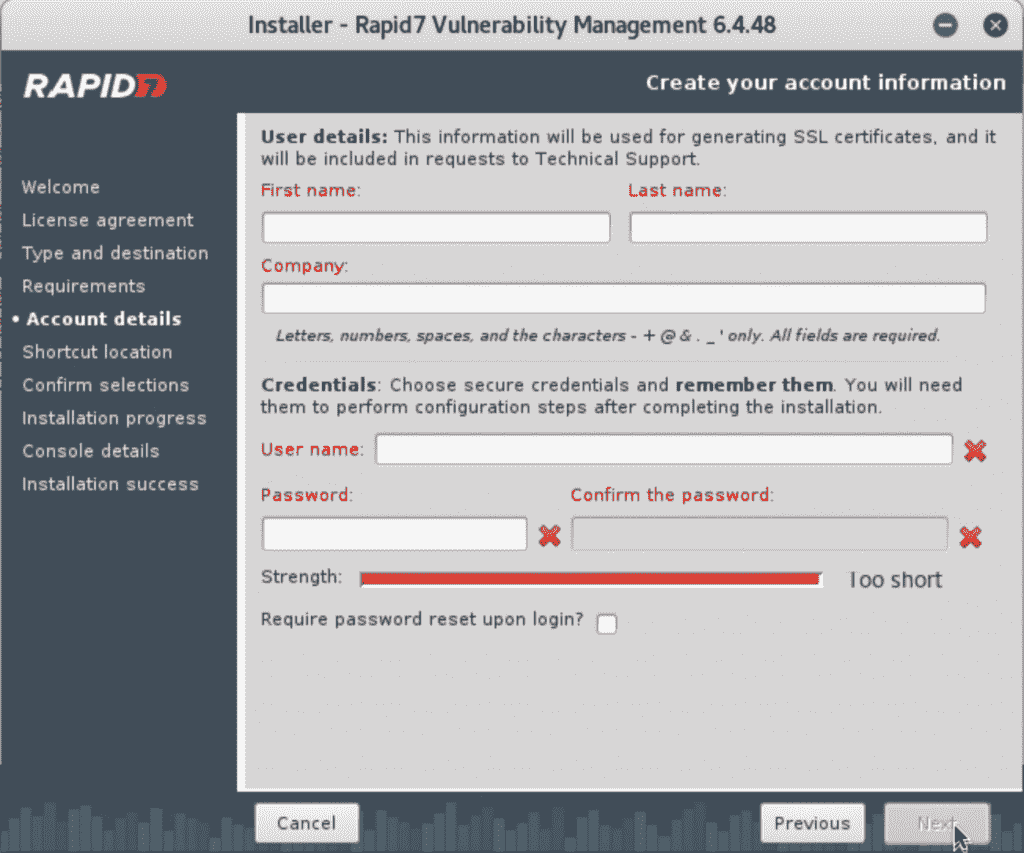 Installer - Rapid7 Vulnerability Management 6.4.48
RAPID7
Create your account information
Welcome
License agreement
Type and destination
Requirements
• Account details
Shortcut location
Confirm selections
Installation progress
Console details
Installation success
User details: This information will be used for generating SSL certificates, and it
will be included in requests to Technical Support.
First name: Last name:
Company:
Letters, numbers, spaces, and the characters - + @ & . _ ' only. All fields are required.
Credentials: Choose secure credentials and remember them. You will need
them to perform configuration steps after completing the installation.
User name:
Password: Confirm the password:
Strength: Too short
Require password reset upon login?
Cancel Previous Next